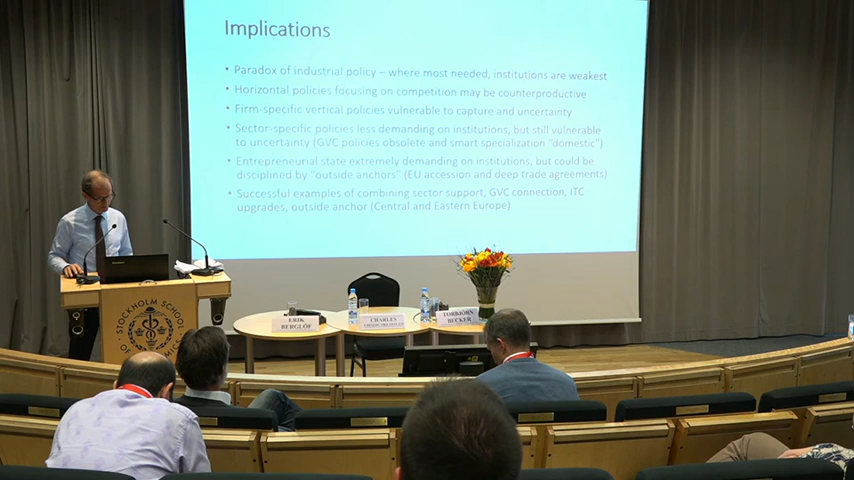 Implications
• Paradox of industrial policy – where most needed, institutions are weakest
• Horizontal policies focusing on competition may be counterproductive
• Firm-specific vertical policies vulnerable to capture and uncertainty
• Sector-specific policies less demanding on institutions, but still vulnerable
to uncertainty (GVC policies obsolete and smart specialization “domestic”)
• Entrepreneurial state extremely demanding on institutions, but could be
disciplined by “outside anchors” (EU accession and deep trade agreements)
• Successful examples of combining sector support, GVC connection, ITC
upgrades, outside anchor (Central and Eastern Europe)
STOCKHOLM SCHOOL OF
ERIK
BERGLÖF
CHARLES
TORBJÖRN
BECKER